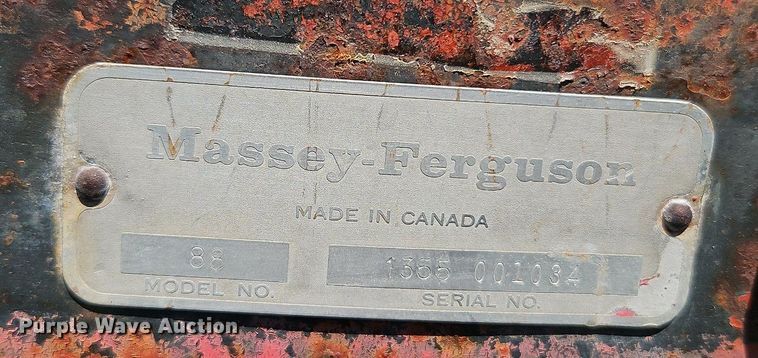 Massey-Ferguson
MADE IN CANADA
88 1355 001034
MODEL NO. SERIAL NO.
Purple Wave Auction